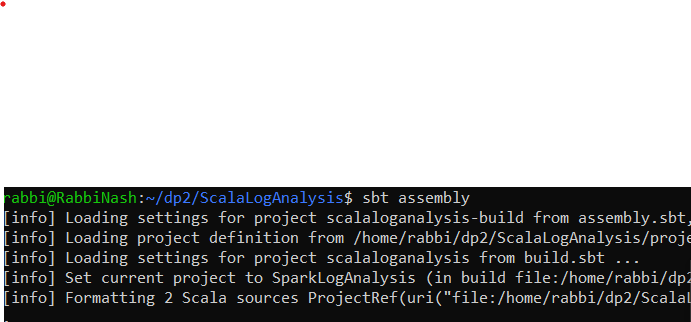 rabbi@RabbiNash:~/dp2/ScalaLogAnalysis$ sbt assembly
[info] Loading settings for project scalaloganalysis-build from assembly.sbt,
[info] Loading project definition from /home/rabbi/dp2/ScalaLogAnalysis/proje
[info] Loading settings for project scalaloganalysis from build.sbt ...
[info] Set current project to SparkLogAnalysis (in build file:/home/rabbi/dp2
[info] Formatting 2 Scala sources ProjectRef(uri("file:/home/rabbi/dp2/ScalaL